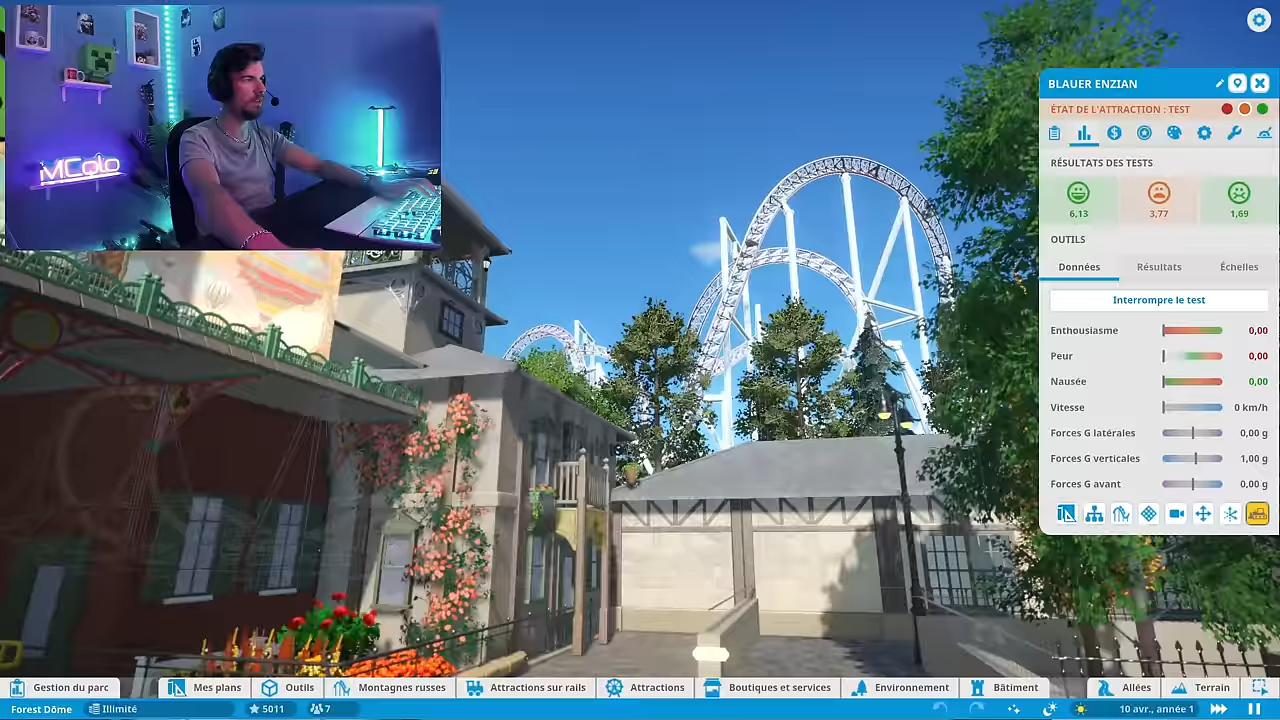 MCqlo
BLAUER ENZIAN
ÉTAT DE L'ATTRACTION : TEST
RÉSULTATS DES TESTS
6,13
3,77
1,69
OUTILS
Données
Résultats
Échelles
Interrompre le test
Enthousiasme 0,00
Peur 0,00
Nausée 0,00
Vitesse 0 km/h
Forces G latérales 0,00 g
Forces G verticales 1,00 g
Forces G avant 0,00 g
Gestion du parc
Mes plans
Outils
Montagnes russes
Attractions sur rails
Attractions
Boutiques et services
Environnement
Bâtiment
Allées
Terrain
Forest Dôme
Illimité
5011
7
10 avr., année 1